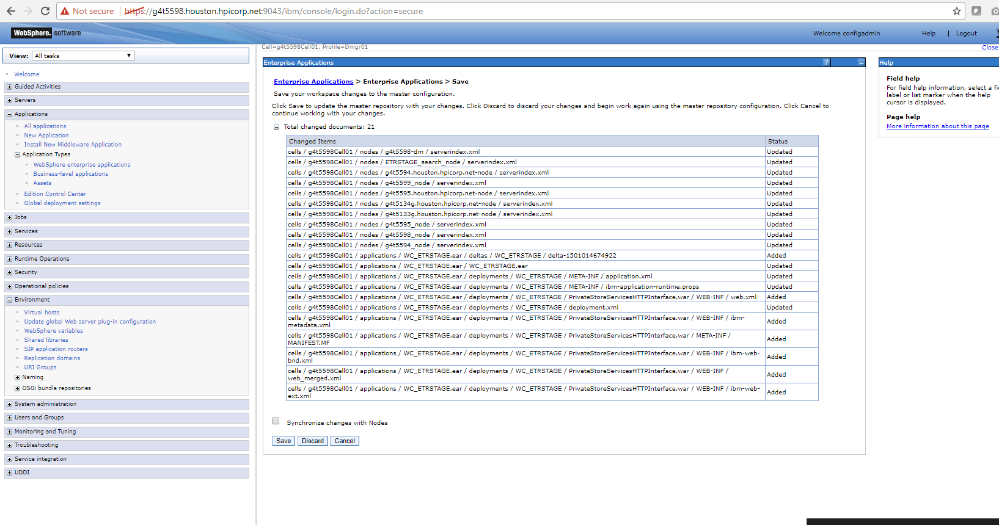 Not secure | https://g4t5598.houston.hpicorp.net:9043/ibm/console/login.do?action=secure
WebSphere. software
Welcome configadmin
Help | Logout
Cell=g4t5598Cell01, Profile=Dmgr01
Close
View: All tasks
Welcome
Guided Activities
Servers
Applications
All applications
New Application
Install New Middleware Application
Application Types
WebSphere enterprise applications
Business-level applications
Assets
Edition Control Center
Global deployment settings
Jobs
Services
Resources
Runtime Operations
Security
Operational policies
Environment
Virtual hosts
Update global Web server plug-in configuration
WebSphere variables
Shared libraries
SIP application routers
Replication domains
URI Groups
Naming
OSGi bundle repositories
System administration
Users and Groups
Monitoring and Tuning
Troubleshooting
Service integration
UDDI
Enterprise Applications
?
Enterprise Applications > Enterprise Applications > Save
Save your workspace changes to the master configuration.
Click Save to update the master repository with your changes. Click Discard to discard your changes and begin work again using the master repository configuration. Click Cancel to
continue working with your changes.
Total changed documents: 21
Changed Items Status
cells / g4t5598Cell01 / nodes / g4t5598-dm / serverindex.xml Updated
cells / g4t5598Cell01 / nodes / ETRSTAGE_search_node / serverindex.xml Updated
cells / g4t5598Cell01 / nodes / g4t5594.houston.hpicorp.net-node / serverindex.xml Updated
cells / g4t5598Cell01 / nodes / g4t5599_node / serverindex.xml Updated
cells / g4t5598Cell01 / nodes / g4t5595.houston.hpicorp.net-node / serverindex.xml Updated
cells / g4t5598Cell01 / nodes / g4t5134g.houston.hpicorp.net-node / serverindex.xml Updated
cells / g4t5598Cell01 / nodes / g4t5133g.houston.hpicorp.net-node / serverindex.xml Updated
cells / g4t5598Cell01 / nodes / g4t5595_node / serverindex.xml Updated
cells / g4t5598Cell01 / nodes / g4t5598_node / serverindex.xml Updated
cells / g4t5598Cell01 / nodes / g4t5594_node / serverindex.xml Updated
cells / g4t5598Cell01 / applications / WC_ETRSTAGE.ear / deltas / WC_ETRSTAGE / delta-1501014674922 Added
cells / g4t5598Cell01 / applications / WC_ETRSTAGE.ear / WC_ETRSTAGE.ear Updated
cells / g4t5598Cell01 / applications / WC_ETRSTAGE.ear / deployments / WC_ETRSTAGE / META-INF / application.xml Updated
cells / g4t5598Cell01 / applications / WC_ETRSTAGE.ear / deployments / WC_ETRSTAGE / META-INF / ibm-application-runtime.props Updated
cells / g4t5598Cell01 / applications / WC_ETRSTAGE.ear / deployments / WC_ETRSTAGE / PrivateStoreServicesHTTPInterface.war / WEB-INF / web.xml Added
cells / g4t5598Cell01 / applications / WC_ETRSTAGE.ear / deployments / WC_ETRSTAGE / deployment.xml Updated
cells / g4t5598Cell01 / applications / WC_ETRSTAGE.ear / deployments / WC_ETRSTAGE / PrivateStoreServicesHTTPInterface.war / WEB-INF / ibm-
metadata.xml Added
cells / g4t5598Cell01 / applications / WC_ETRSTAGE.ear / deployments / WC_ETRSTAGE / PrivateStoreServicesHTTPInterface.war / META-INF /
MANIFEST.MF Added
cells / g4t5598Cell01 / applications / WC_ETRSTAGE.ear / deployments / WC_ETRSTAGE / PrivateStoreServicesHTTPInterface.war / WEB-INF / ibm-web-
bnd.xml Added
cells / g4t5598Cell01 / applications / WC_ETRSTAGE.ear / deployments / WC_ETRSTAGE / PrivateStoreServicesHTTPInterface.war / WEB-INF /
web_merged.xml Added
cells / g4t5598Cell01 / applications / WC_ETRSTAGE.ear / deployments / WC_ETRSTAGE / PrivateStoreServicesHTTPInterface.war / WEB-INF / ibm-web-
ext.xml Added
Synchronize changes with Nodes
Save Discard Cancel
Help
Field help
For field help information, select a
label or list marker when the help
cursor is displayed.
Page help
More information about this page